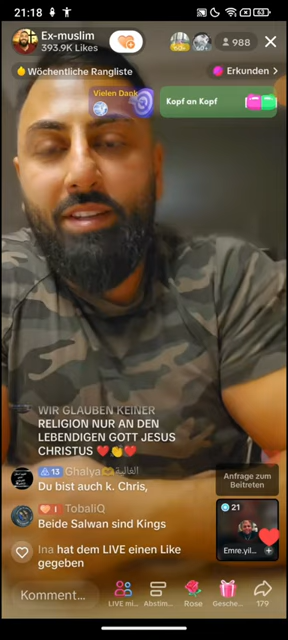 21:18
63
Ex-muslim
393.9K Likes
988
Wöchentliche Rangliste
Erkunden >
Vielen Dank
Kopf an Kopf
WIR GLAUBEN KEINER
RELIGION NUR AN DEN
LEBENDIGEN GOTT JESUS
CHRISTUS ❤️👏❤️
13 Ghalya🫶الغالية
Du bist auch k. Chris,
1 TobaliQ
Beide Salwan sind Kings
Ina hat dem LIVE einen Like
gegeben
Anfrage zum
Beitreten
21
Emre.yil...
Komment...
LIVE mi...
Abstim...
Rose
Gesche...
179